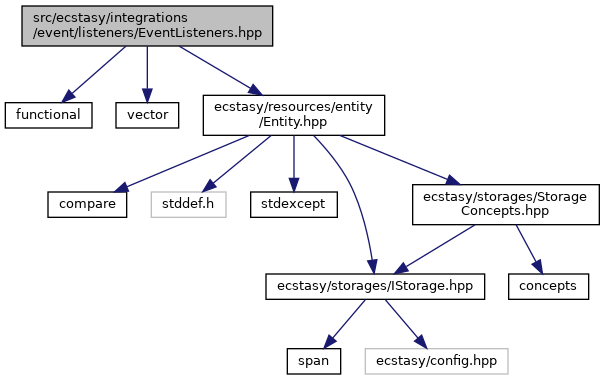 src/ecstasy/integrations
/event/listeners/EventListeners.hpp
functional
vector
ecstasy/resources/entity
/Entity.hpp
compare
stddef.h
stdexcept
ecstasy/storages/Storage
Concepts.hpp
ecstasy/storages/IStorage.hpp
concepts
span
ecstasy/config.hpp